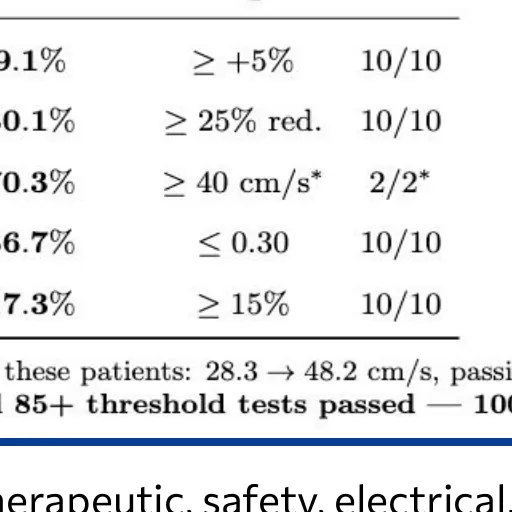 9.1% ≥ +5% 10/10
0.1% ≥ 25% red. 10/10
0.3% ≥ 40 cm/s* 2/2*
6.7% ≤ 0.30 10/10
7.3% ≥ 15% 10/10
these patients: 28.3 → 48.2 cm/s, passi
85+ threshold tests passed — 100
herapeutic, safety, electrical,